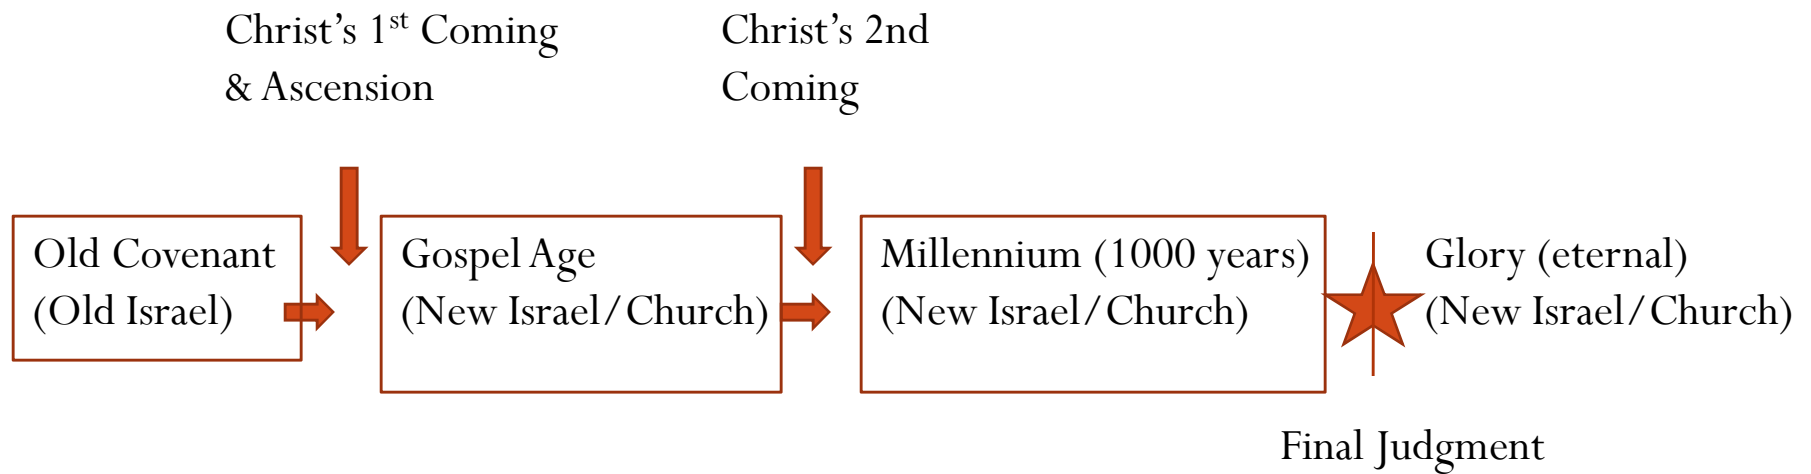 Christ’s 1st Coming
& Ascension
Christ’s 2nd
Coming
Old Covenant
(Old Israel)
Gospel Age
(New Israel/Church)
Millennium (1000 years)
(New Israel/Church)
Glory (eternal)
(New Israel/Church)
Final Judgment